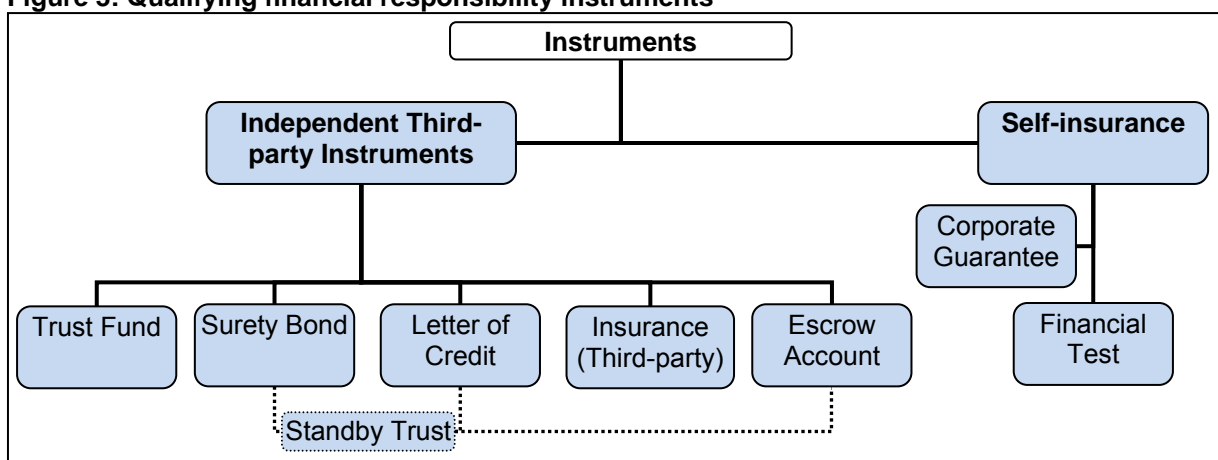 Figure 3: Qualifying financial responsibility instruments
Instruments
Independent Third-
party Instruments
Self-insurance
Corporate
Guarantee
Trust Fund
Surety Bond
Letter of
Credit
Insurance
(Third-party)
Escrow
Account
Financial
Test
Standby Trust